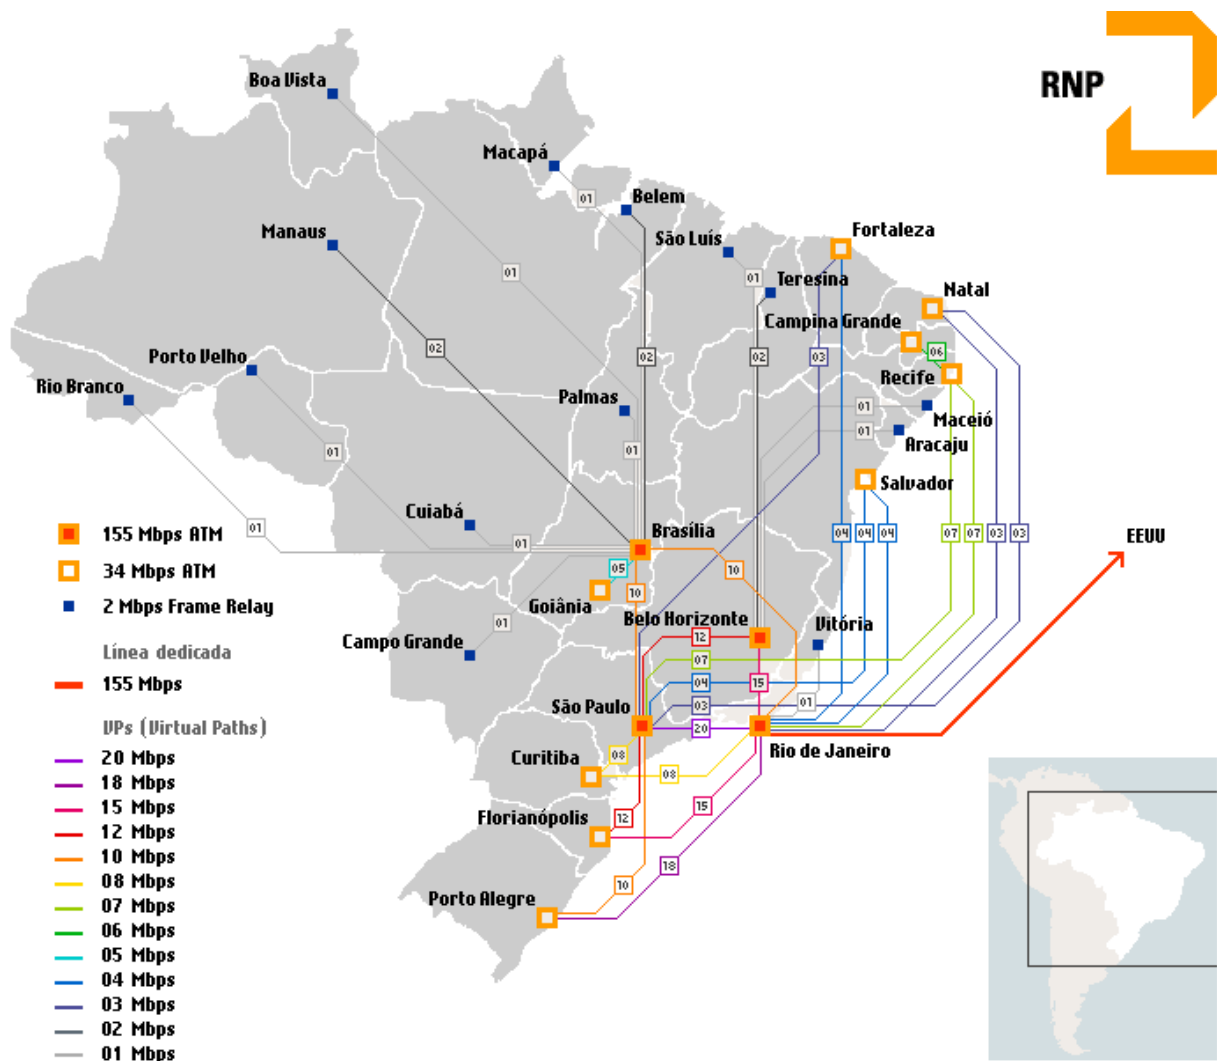 RNP
Boa Vista
Macapá
01
Belem
Manaus
São Luís
Fortaleza
01
01
Teresina
Natal
Campina Grande
02
02
02
03
06
Porto Velho
Recife
Rio Branco
Palmas
01
Maceió
01
Aracaju
01
01
Salvador
Cuiabá
01
01
Brasília
04
04
04
07
07
03
03
EEUU
155 Mbps ATM
34 Mbps ATM
2 Mbps Frame Relay
05
10
10
Goiânia
Belo Horizonte
Vitória
01
Campo Grande
12
07
Línea dedicada
155 Mbps
04
15
01
03
São Paulo
20
Rio de Janeiro
VPs (Virtual Paths)
Curitiba
08
08
20 Mbps
18 Mbps
15 Mbps
12 Mbps
10 Mbps
08 Mbps
07 Mbps
06 Mbps
05 Mbps
04 Mbps
03 Mbps
02 Mbps
01 Mbps
Florianópolis
12
15
18
10
Porto Alegre